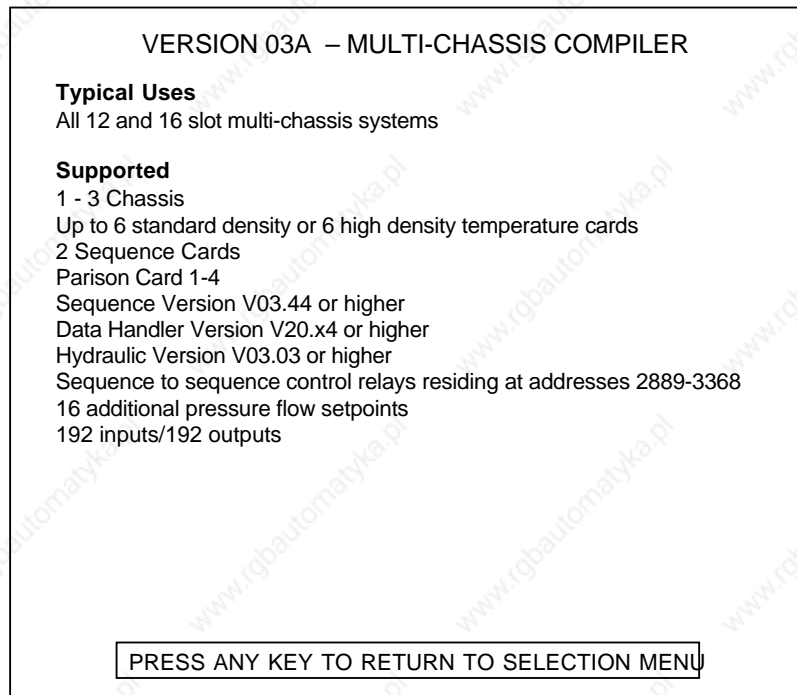 VERSION 03A – MULTI-CHASSIS COMPILER
Typical Uses
All 12 and 16 slot multi-chassis systems
Supported
1 - 3 Chassis
Up to 6 standard density or 6 high density temperature cards
2 Sequence Cards
Parison Card 1-4
Sequence Version V03.44 or higher
Data Handler Version V20.x4 or higher
Hydraulic Version V03.03 or higher
Sequence to sequence control relays residing at addresses 2889-3368
16 additional pressure flow setpoints
192 inputs/192 outputs
PRESS ANY KEY TO RETURN TO SELECTION MENU
www.rgbautomatyka.pl